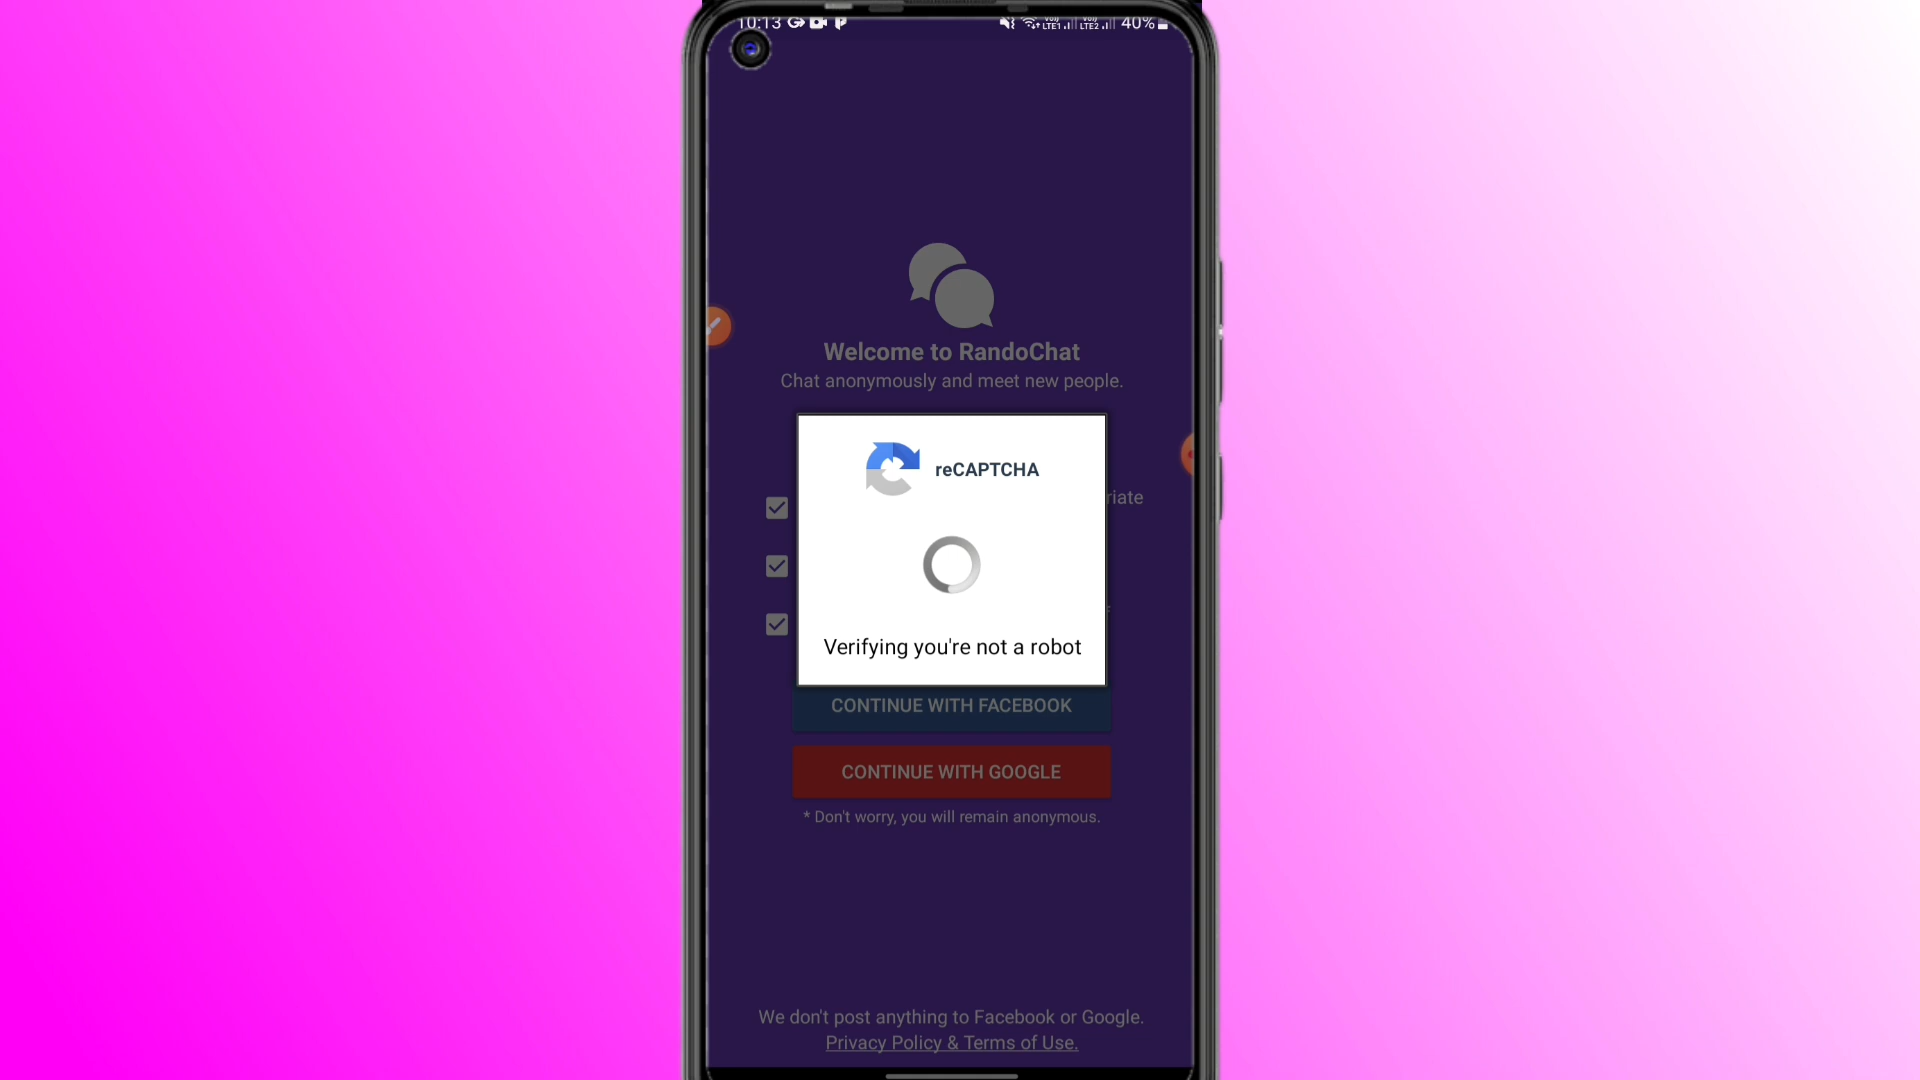 10:13
40%
Welcome to RandoChat
Chat anonymously and meet new people.
reCAPTCHA
riate
Verifying you're not a robot
CONTINUE WITH FACEBOOK
CONTINUE WITH GOOGLE
* Don't worry, you will remain anonymous.
We don't post anything to Facebook or Google.
Privacy Policy & Terms of Use.